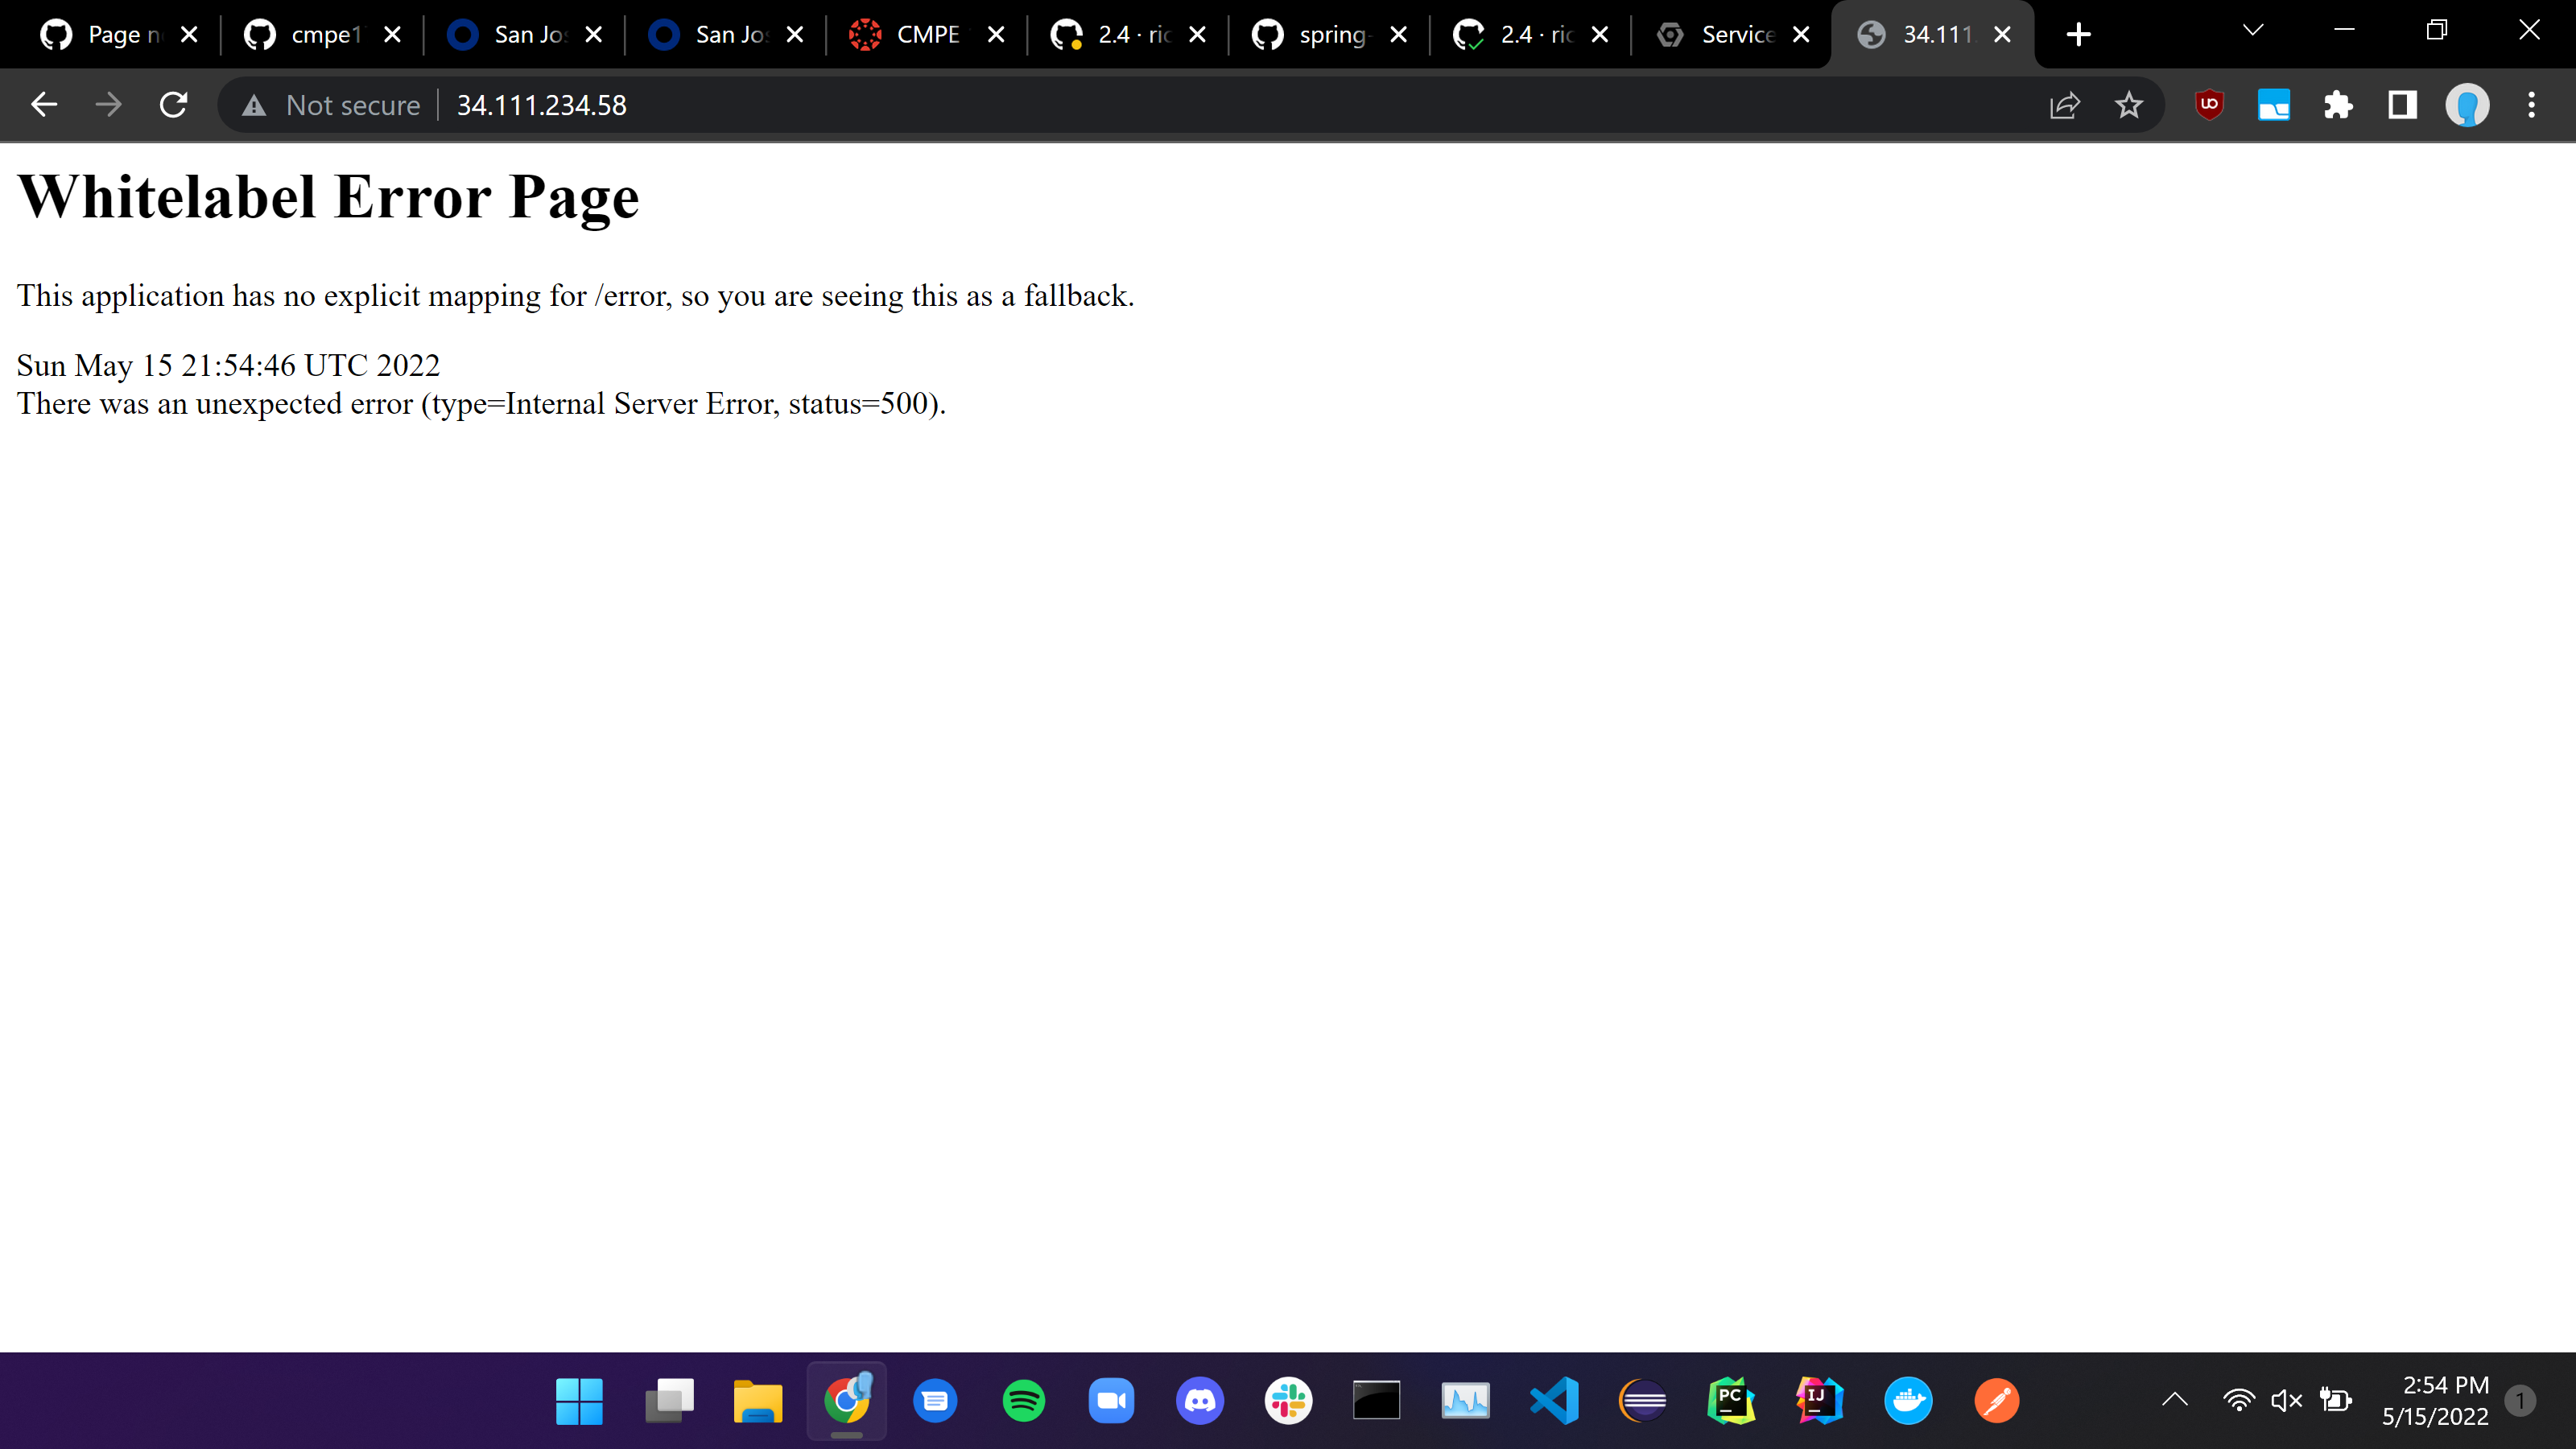 Page n
cmpe1
San Jo
San Jo
CMPE
2.4 · ric
spring-
2.4 · ric
Service
34.111.
Not secure
34.111.234.58
Whitelabel Error Page
This application has no explicit mapping for /error, so you are seeing this as a fallback.
Sun May 15 21:54:46 UTC 2022
There was an unexpected error (type=Internal Server Error, status=500).
PC
IJ
2:54 PM
5/15/2022
1